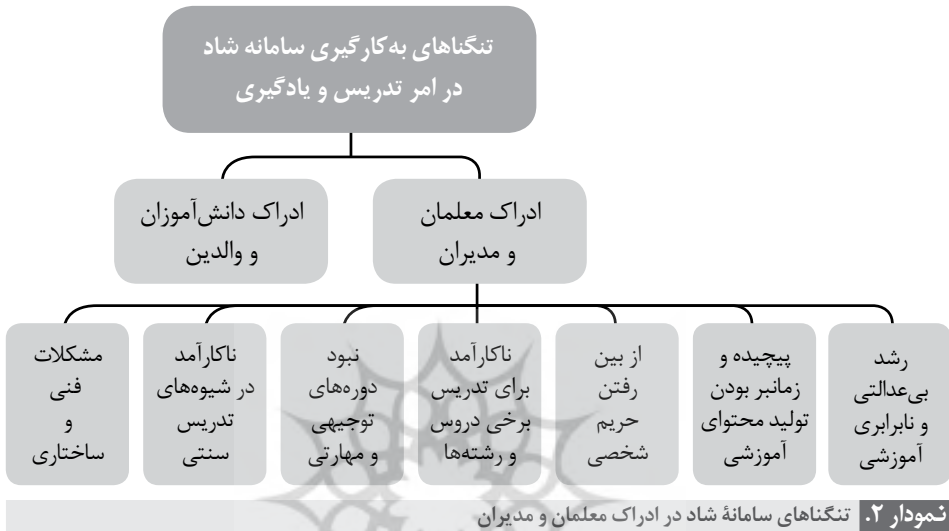 تنگناهای به‌کارگیری سامانه شاد
در امر تدریس و یادگیری
ادراک معلمان
و مدیران
ادراک دانش‌آموزان
و والدین
رشد
بی‌عدالتی
و نابرابری
آموزشی
پیچیده و
زمانبر بودن
تولید محتوای
آموزشی
از بین
رفتن
حریم
شخصی
ناکارآمد
برای تدریس
برخی دروس
و رشته‌ها
نبود
دوره‌های
توجیهی
و مهارتی
ناکارآمد
در شیوه‌های
تدریس
سنتی
مشکلات
فنی
و
ساختاری
نمودار ۲. تنگناهای سامانهٔ شاد در ادراک معلمان و مدیران